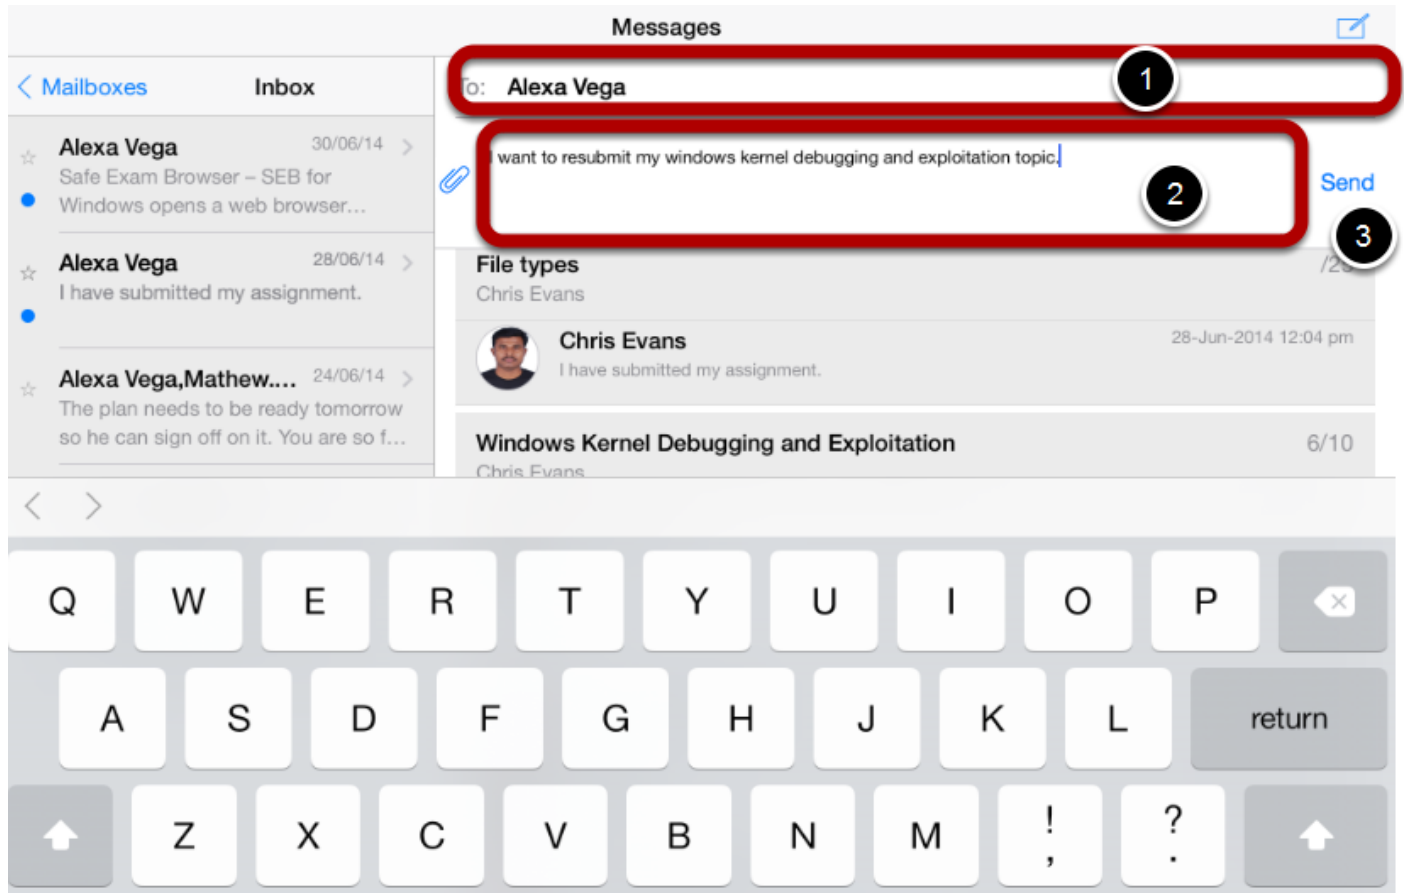 Messages
Mailboxes
Inbox
To: Alexa Vega
1
Alexa Vega 30/06/14
Safe Exam Browser – SEB for
Windows opens a web browser...
Alexa Vega 28/06/14
I have submitted my assignment.
Alexa Vega,Mathew.... 24/06/14
The plan needs to be ready tomorrow
so he can sign off on it. You are so f...
I want to resubmit my windows kernel debugging and exploitation topic.
2
Send
3
File types
Chris Evans
Chris Evans 28-Jun-2014 12:04 pm
I have submitted my assignment.
Windows Kernel Debugging and Exploitation 6/10
Chris Evans
Q W E R T Y U I O P
A S D F G H J K L return
Z X C V B N M ! , ? .